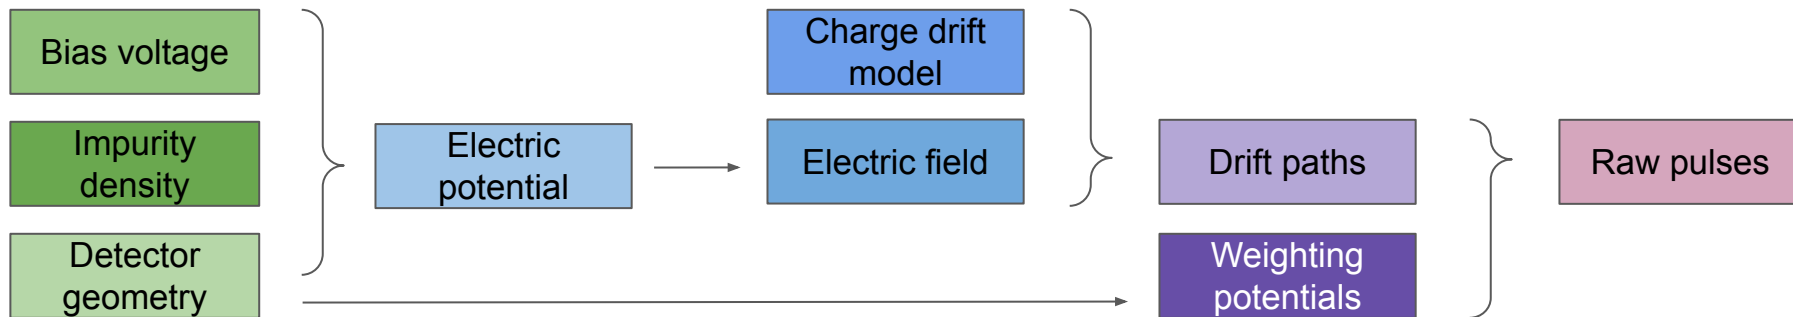 Bias voltage
Impurity
density
Detector
geometry
Electric
potential
Charge drift
model
Electric field
Drift paths
Weighting
potentials
Raw pulses